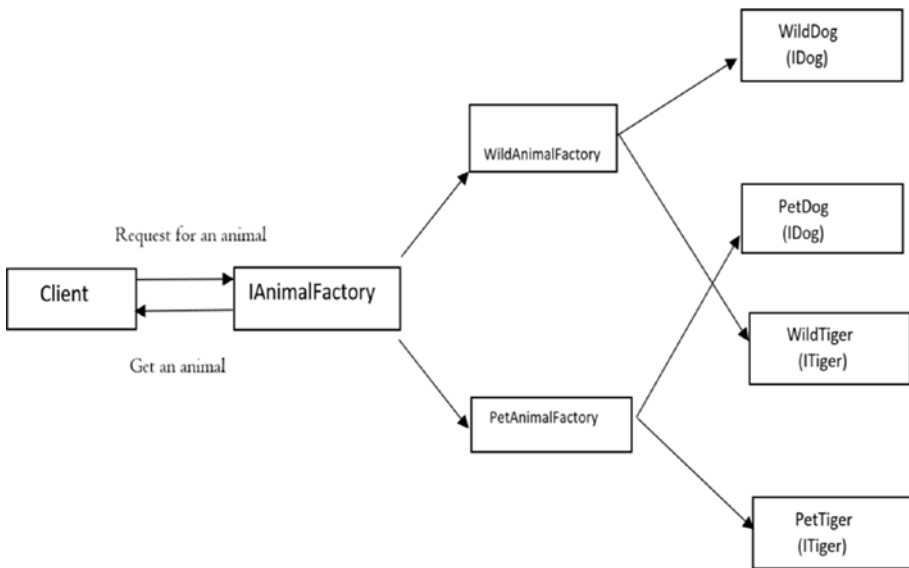 WildDog
(IDog)
WildAnimalFactory
PetDog
(IDog)
Request for an animal
Client
IAnimalFactory
WildTiger
(ITiger)
Get an animal
PetAnimalFactory
PetTiger
(ITiger)